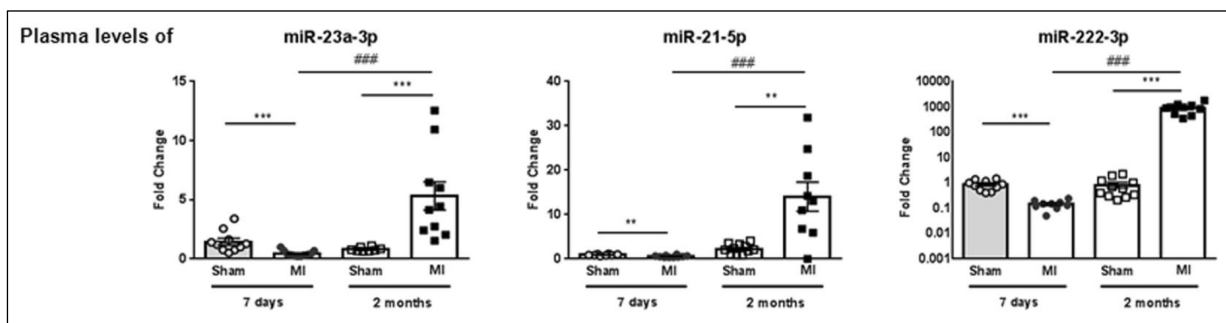 Plasma levels of
miR-23a-3p
###
***
***
15
10
5
0
Fold Change
Sham
MI
Sham
MI
7 days
2 months
miR-21-5p
###
**
**
40
30
20
10
0
Fold Change
Sham
MI
Sham
MI
7 days
2 months
miR-222-3p
###
***
***
10000
1000
100
10
1
0.1
0.01
0.001
Fold Change
Sham
MI
Sham
MI
7 days
2 months